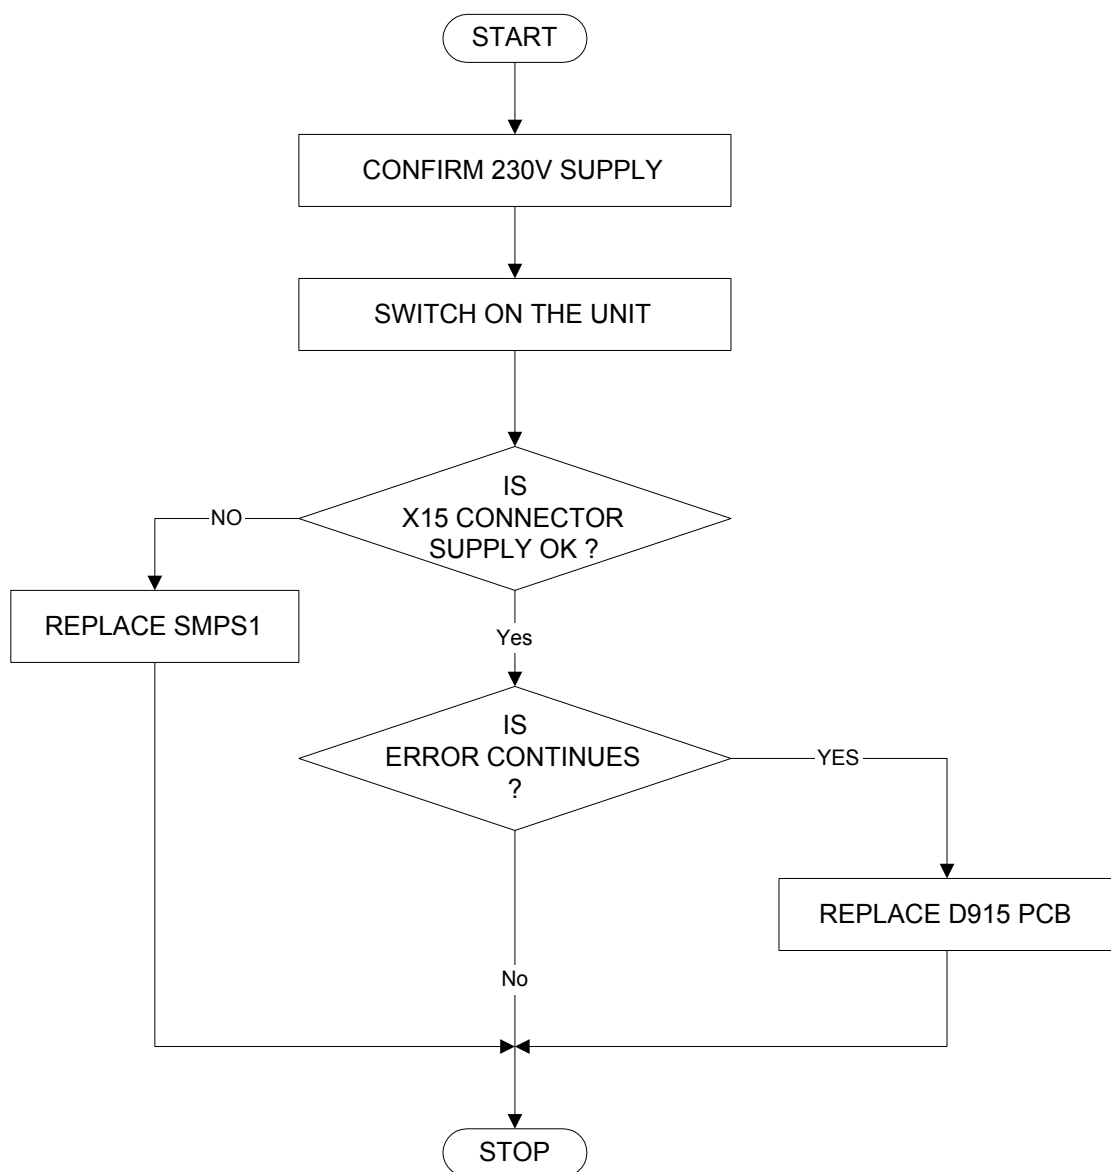 START
CONFIRM 230V SUPPLY
SWITCH ON THE UNIT
IS
X15 CONNECTOR
SUPPLY OK ?
NO
REPLACE SMPS1
Yes
IS
ERROR CONTINUES
?
YES
REPLACE D915 PCB
No
STOP